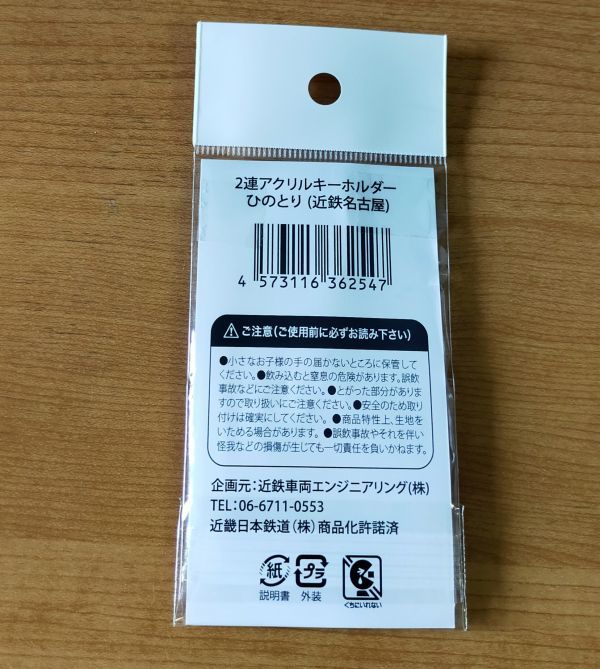 2連アクリルキーホルダー
ひのとり (近鉄名古屋)
4 573116 362547
ご注意(ご使用前に必ずお読み下さい)
●小さなお子様の手の届かないところに保管して
ください。●飲み込むと窒息の危険があります。誤飲
事故などにご注意ください。●とがった部分がありま
すので取り扱いにご注意ください。●安全のため取り
付けは確実にしてください。 ●商品特性上、生地を
いためる場合があります。 ●誤飲事故やそれを伴い
怪我などの損傷が生じても一切責任を負いかねます。
企画元:近鉄車両エンジニアリング(株)
TEL:06-6711-0553
近畿日本鉄道(株)商品化許諾済
紙 プラ
説明書 外装 くちにいれない